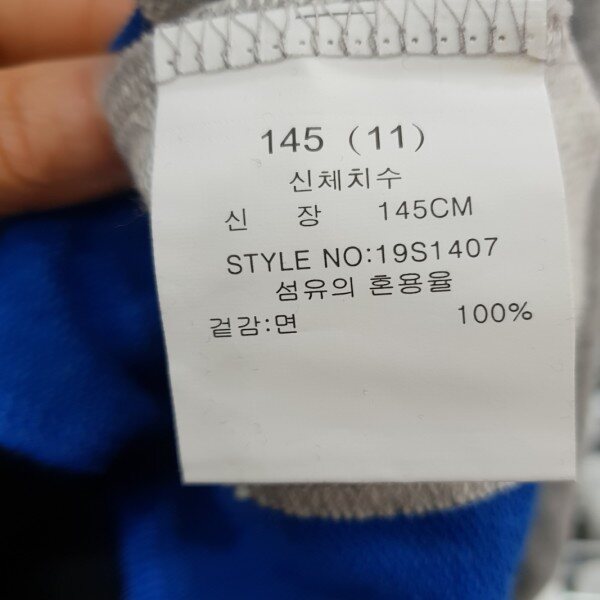 145 (11)
신체치수
신 장 145CM
STYLE NO:19S1407
섬유의 혼용율
겉감:면 100%